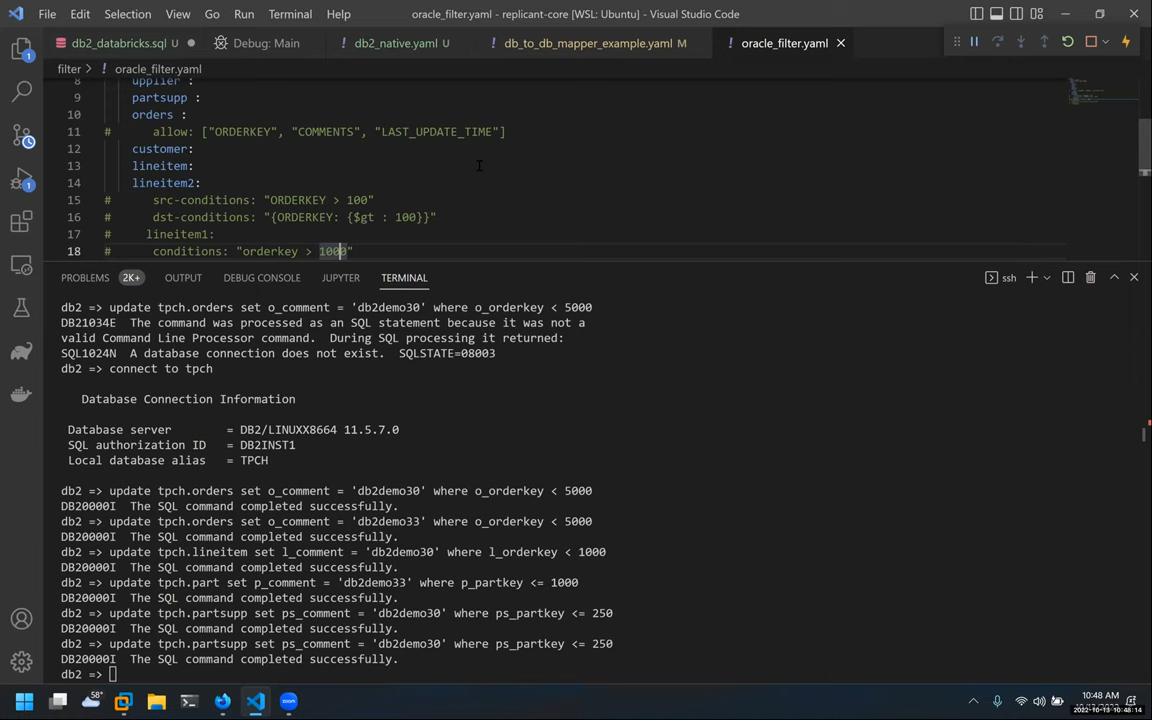 File Edit Selection View Go Run Terminal Help oracle_filter.yaml - replicant-core [WSL: Ubuntu] - Visual Studio Code
db2_databricks.sql U Debug: Main db2_native.yaml U db_to_db_mapper_example.yaml M oracle_filter.yaml
filter > oracle_filter.yaml
8 upplier :
9 partsupp :
10 orders :
11 # allow: ["ORDERKEY", "COMMENTS", "LAST_UPDATE_TIME"]
12 customer:
13 lineitem:
14 lineitem2:
15 # src-conditions: "ORDERKEY > 100"
16 # dst-conditions: "{ORDERKEY: {$gt : 100}}"
17 # lineitem1:
18 # conditions: "orderkey > 1000"
PROBLEMS 2K+ OUTPUT DEBUG CONSOLE JUPYTER TERMINAL ssh
db2 => update tpch.orders set o_comment = 'db2demo30' where o_orderkey < 5000
DB21034E The command was processed as an SQL statement because it was not a
valid Command Line Processor command. During SQL processing it returned:
SQL1024N A database connection does not exist. SQLSTATE=08003
db2 => connect to tpch
Database Connection Information
Database server = DB2/LINUXX8664 11.5.7.0
SQL authorization ID = DB2INST1
Local database alias = TPCH
db2 => update tpch.orders set o_comment = 'db2demo30' where o_orderkey < 5000
DB20000I The SQL command completed successfully.
db2 => update tpch.orders set o_comment = 'db2demo33' where o_orderkey < 5000
DB20000I The SQL command completed successfully.
db2 => update tpch.lineitem set l_comment = 'db2demo30' where l_orderkey < 1000
DB20000I The SQL command completed successfully.
db2 => update tpch.part set p_comment = 'db2demo33' where p_partkey <= 1000
DB20000I The SQL command completed successfully.
db2 => update tpch.partsupp set ps_comment = 'db2demo30' where ps_partkey <= 250
DB20000I The SQL command completed successfully.
db2 => update tpch.partsupp set ps_comment = 'db2demo30' where ps_partkey <= 250
DB20000I The SQL command completed successfully.
db2 =>
1
1
58°
10:48 AM
2022-10-13 10:48:14